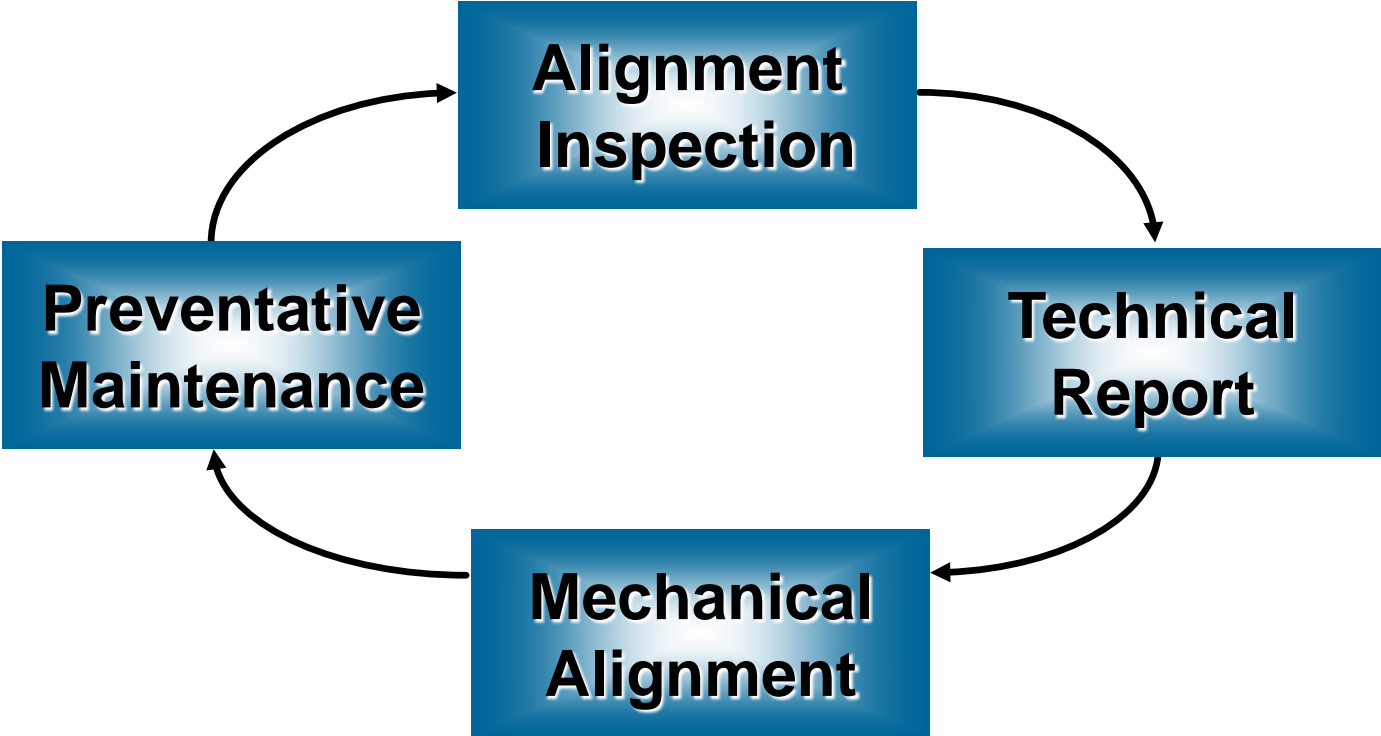 Alignment
Inspection
Technical
Report
Mechanical
Alignment
Preventative
Maintenance